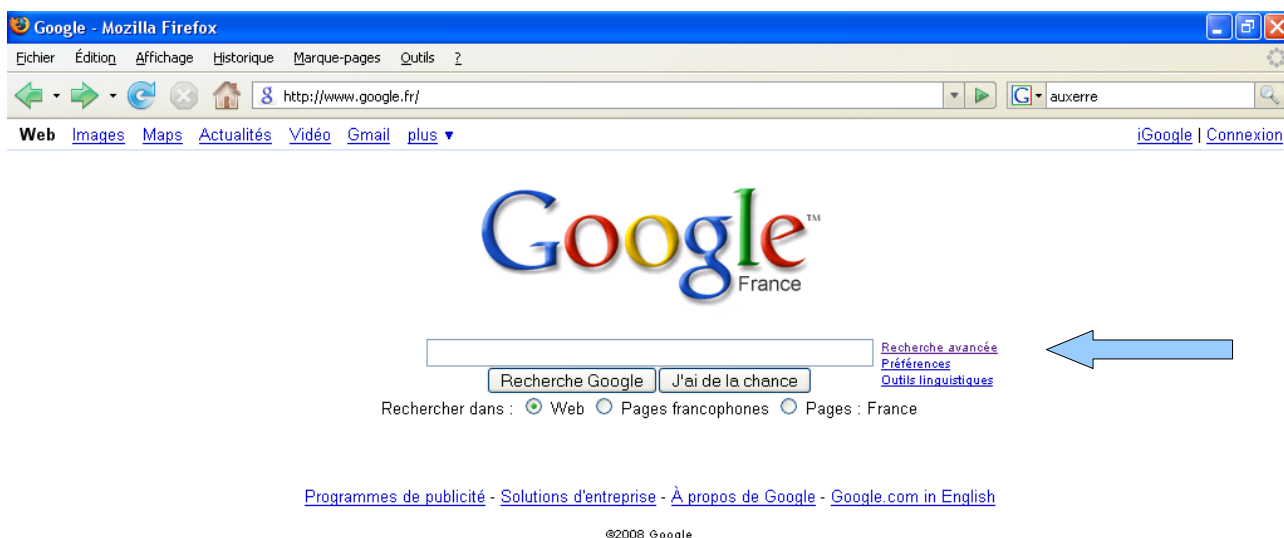 Google - Mozilla Firefox
Fichier Édition Affichage Historique Marque-pages Outils ?
http://www.google.fr/ G auxerre
Web Images Maps Actualités Vidéo Gmail plus ▼ iGoogle | Connexion
Google™
France
Recherche avancée
Préférences
Recherche Google J'ai de la chance Outils linguistiques
Rechercher dans : Web Pages francophones Pages : France
Programmes de publicité - Solutions d'entreprise - À propos de Google - Google.com in English
©2008 Google